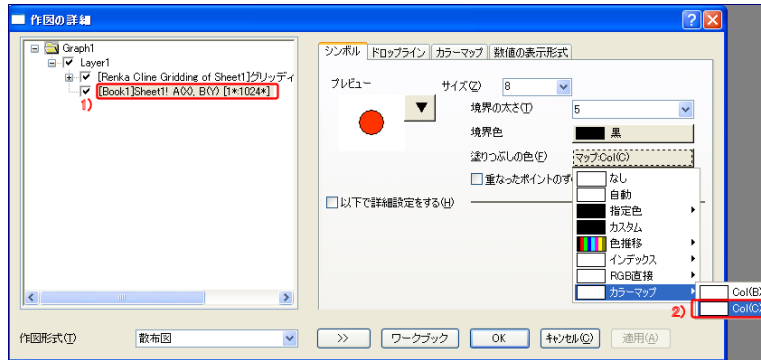 作図の詳細
Graph1
Layer1
[Renka Cline Gridding of Sheet1]グリッディ
[Book1]Sheet1! A(X), B(Y) [1*:1024*]
1)
シンボル
ドロップライン
カラーマップ
数値の表示形式
プレビュー
サイズ(Z)
8
境界の太さ(T)
5
境界色
黒
塗りつぶしの色(F)
マップ:Col(C)
重なったポイントのず
以下で詳細設定をする(H)
なし
自動
指定色
カスタム
色推移
インデックス
RGB直接
カラーマップ
Col(B)
2)
Col(C)
作図形式(T)
散布図
>>
ワークブック
OK
キャンセル(C)
適用(A)